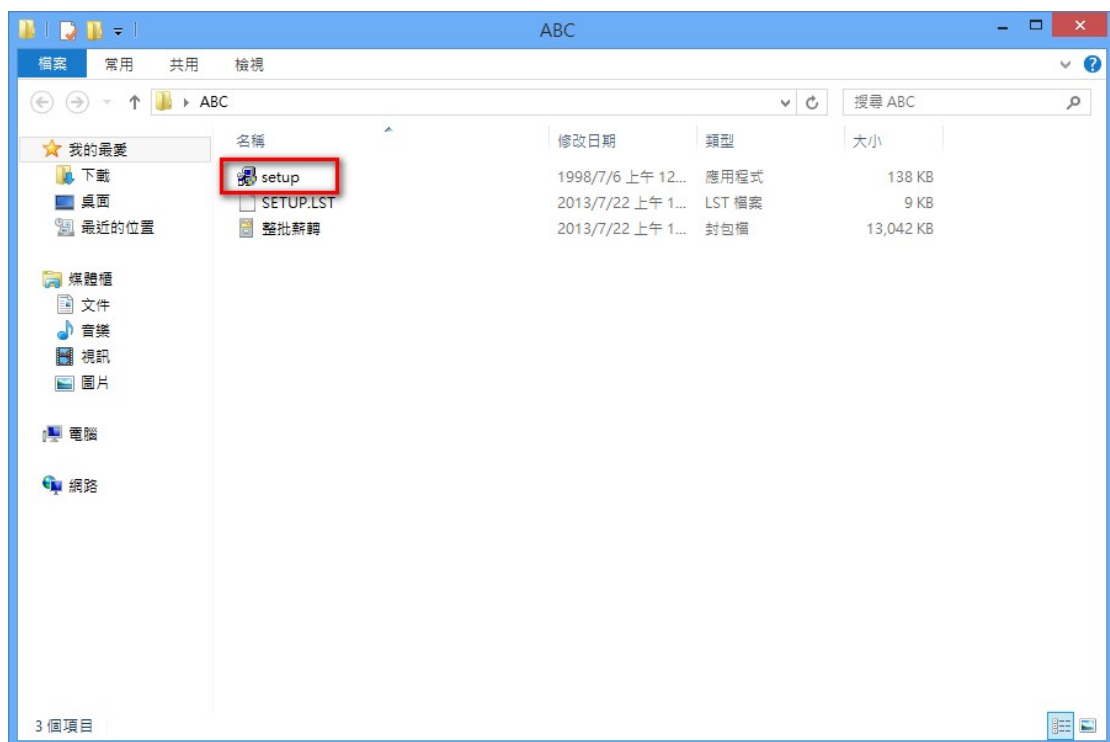 ABC
檔案 常用 共用 檢視
ABC 搜尋 ABC
名稱 修改日期 類型 大小
setup 1998/7/6 上午 12... 應用程式 138 KB
SETUP.LST 2013/7/22 上午 1... LST 檔案 9 KB
整批薪轉 2013/7/22 上午 1... 封包檔 13,042 KB
我的最愛
下載
桌面
最近的位置
媒體櫃
文件
音樂
視訊
圖片
電腦
網路
3 個項目